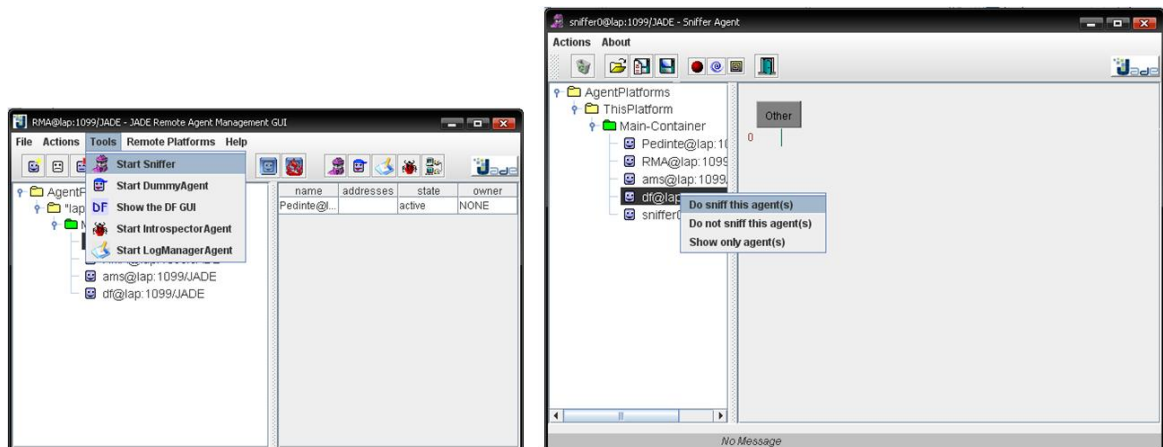 RMA@lap:1099/JADE - JADE Remote Agent Management GUI
File Actions Tools Remote Platforms Help
Start Sniffer
Start DummyAgent
DF Show the DF GUI
Start IntrospectorAgent
Start LogManagerAgent
Jade
AgentP
"lap
name addresses state owner
Pedinte@l... active NONE
ams@lap:1099/JADE
df@lap:1099/JADE
sniffer0@lap:1099/JADE - Sniffer Agent
Actions About
Jade
AgentPlatforms
ThisPlatform
Main-Container
Pedinte@lap:1
RMA@lap:1099
ams@lap:1099
df@lap
sniffer
Do sniff this agent(s)
Do not sniff this agent(s)
Show only agent(s)
Other
0
No Message